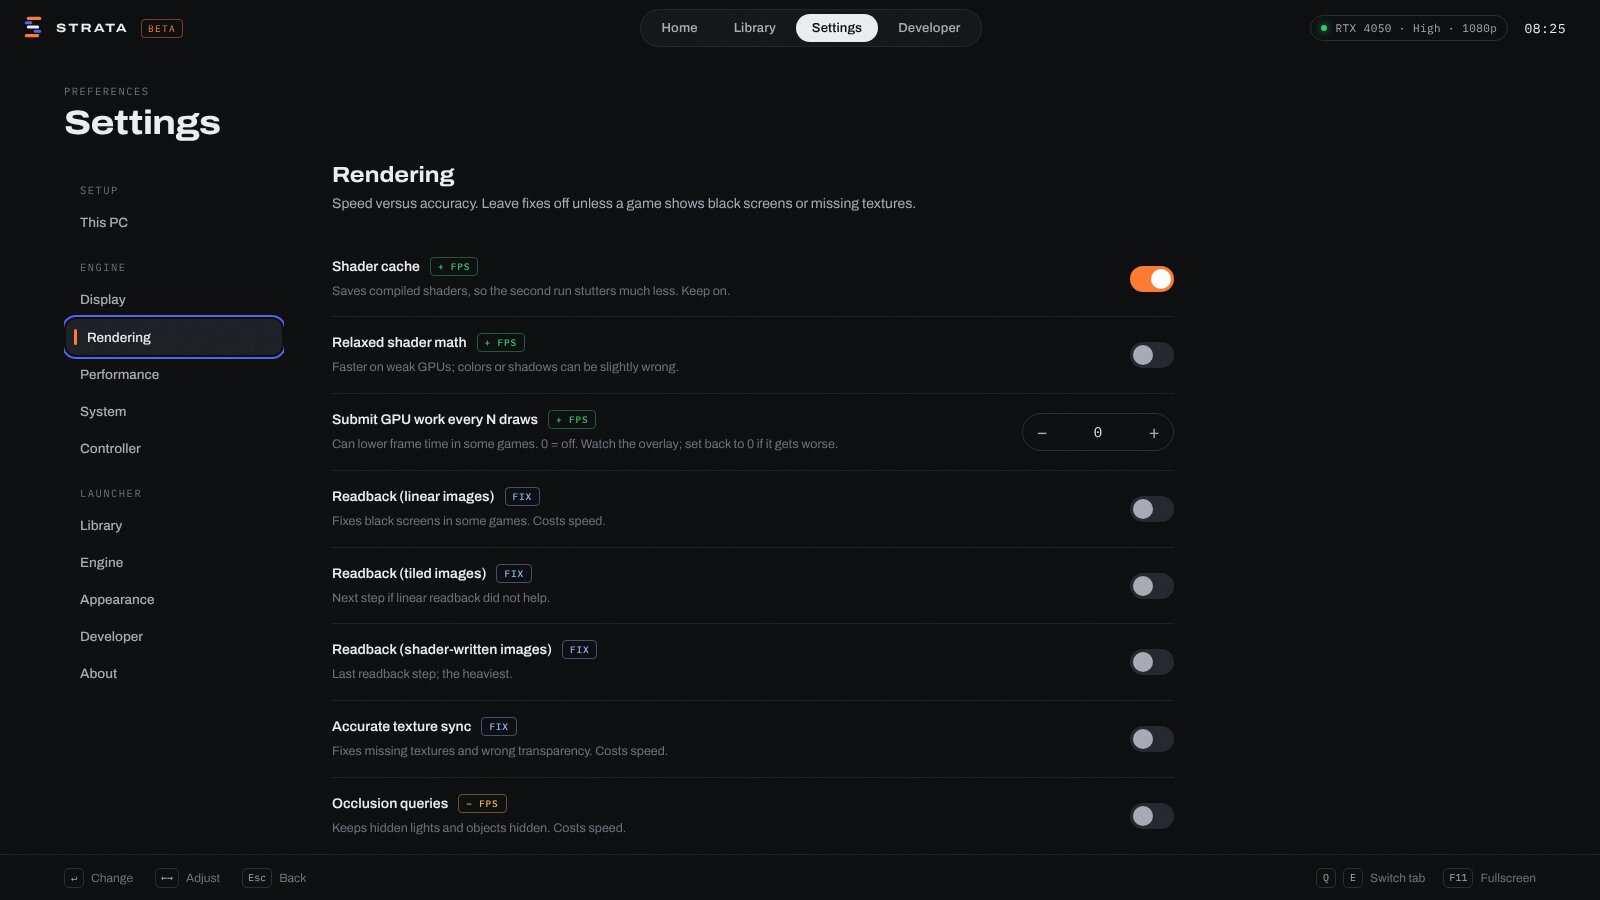 STRATA BETA
Home Library Settings Developer
RTX 4050 · High · 1080p 08:25
PREFERENCES
Settings
SETUP
This PC
ENGINE
Display
Rendering
Performance
System
Controller
LAUNCHER
Library
Engine
Appearance
Developer
About
Rendering
Speed versus accuracy. Leave fixes off unless a game shows black screens or missing textures.
Shader cache + FPS
Saves compiled shaders, so the second run stutters much less. Keep on.
Relaxed shader math + FPS
Faster on weak GPUs; colors or shadows can be slightly wrong.
Submit GPU work every N draws + FPS
Can lower frame time in some games. 0 = off. Watch the overlay; set back to 0 if it gets worse.
− 0 +
Readback (linear images) FIX
Fixes black screens in some games. Costs speed.
Readback (tiled images) FIX
Next step if linear readback did not help.
Readback (shader-written images) FIX
Last readback step; the heaviest.
Accurate texture sync FIX
Fixes missing textures and wrong transparency. Costs speed.
Occlusion queries − FPS
Keeps hidden lights and objects hidden. Costs speed.
↵ Change ←→ Adjust Esc Back
Q E Switch tab F11 Fullscreen